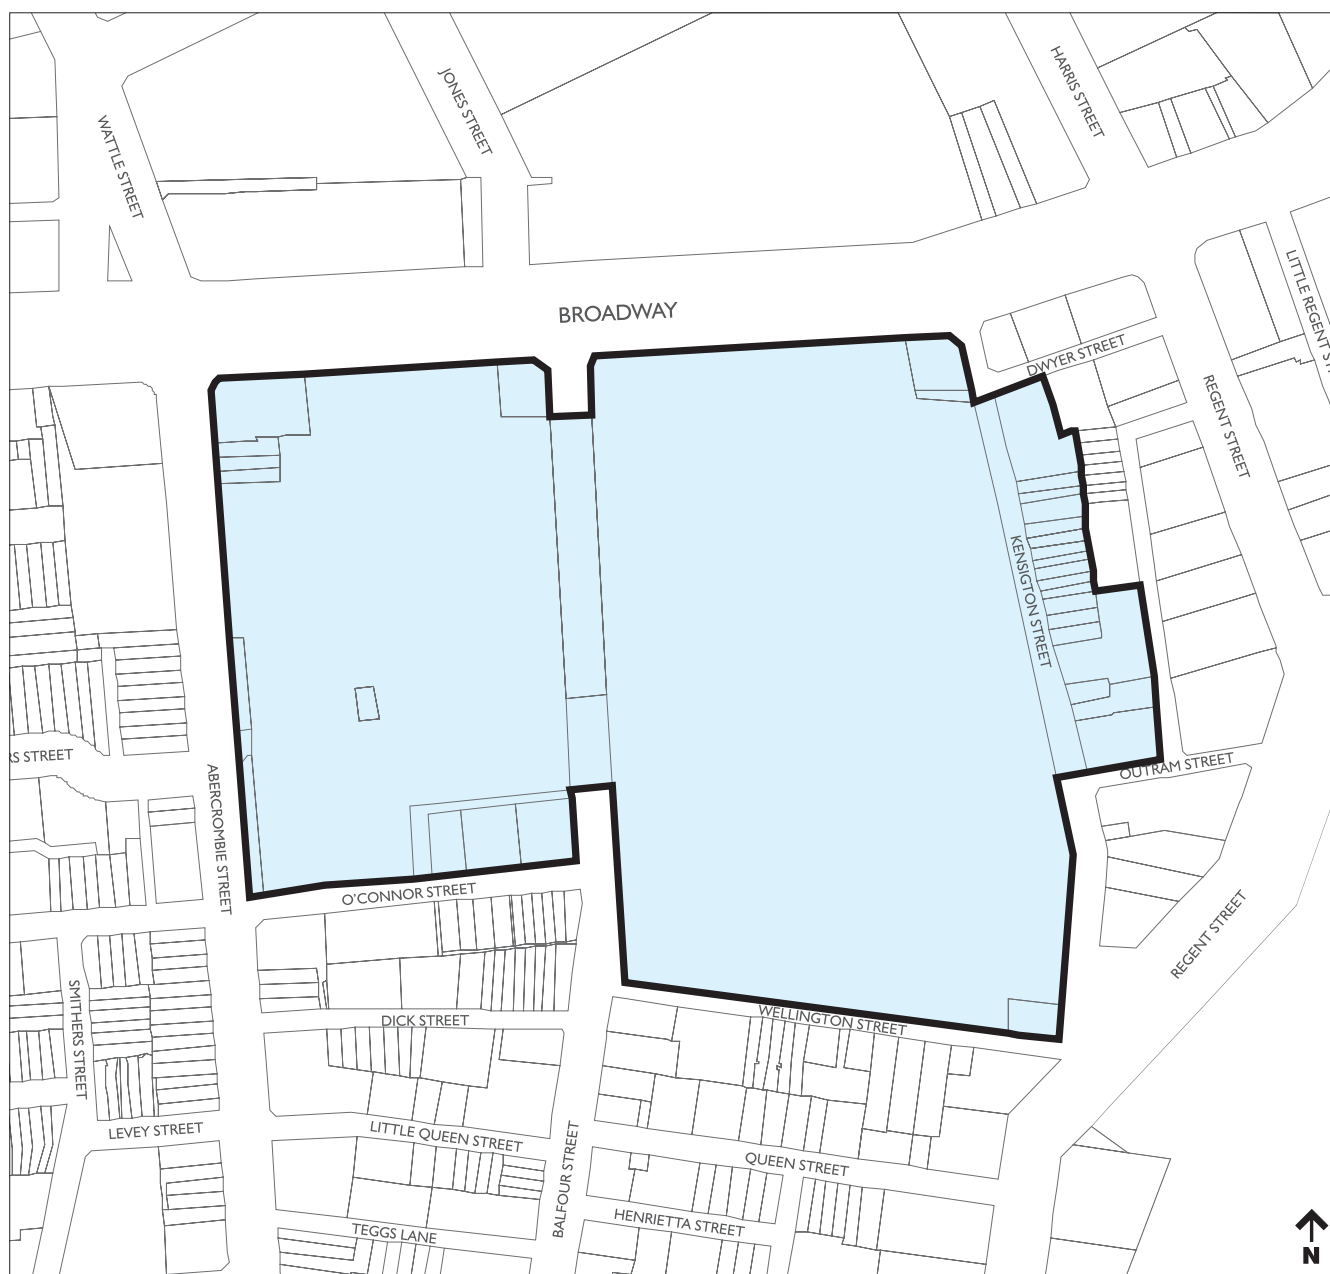 JONES STREET
HARRIS STREET
WATTLE STREET
LITTLE REGENT ST
BROADWAY
DWYER STREET
REGENT STREET
KENSIGTON STREET
RS STREET
OUTRAM STREET
ABERCROMBIE STREET
O'CONNOR STREET
REGENT STREET
SMITHERS STREET
DICK STREET
WELLINGTON STREET
LEVEY STREET
LITTLE QUEEN STREET
BALFOUR STREET
QUEEN STREET
HENRIETTA STREET
TEGGS LANE
N